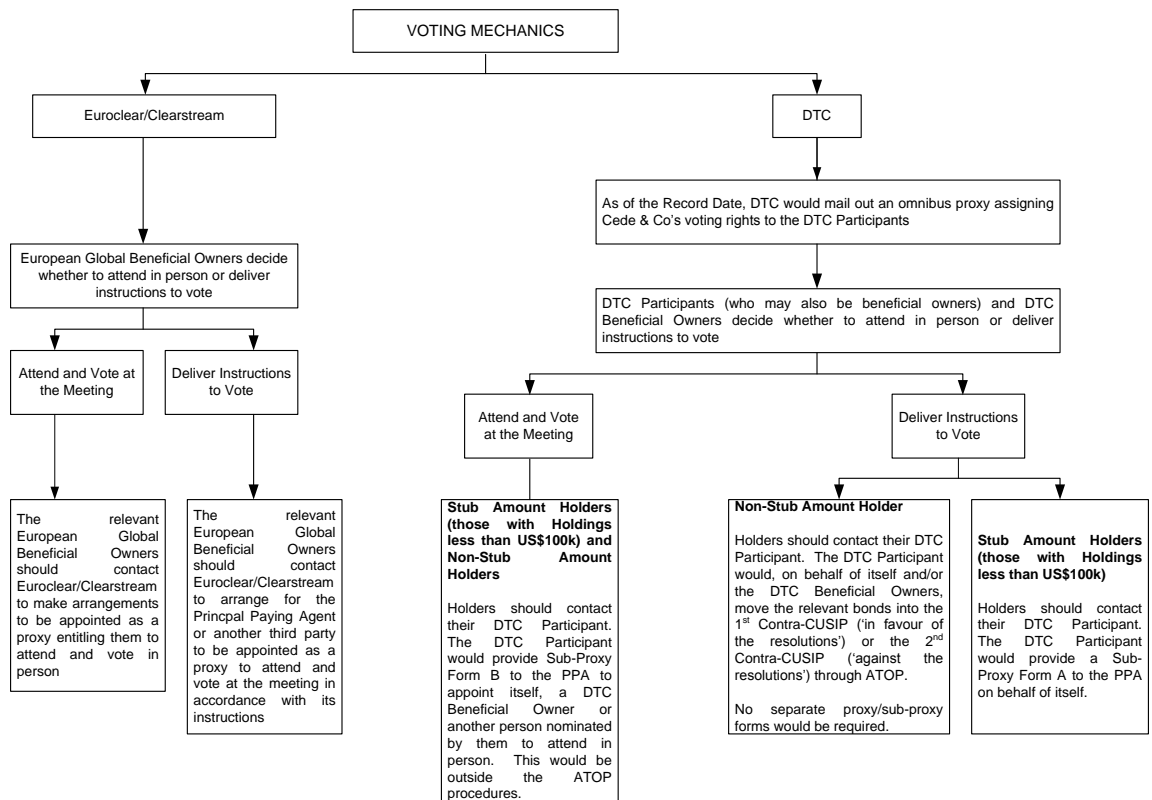 VOTING MECHANICS
Euroclear/Clearstream
DTC
As of the Record Date, DTC would mail out an omnibus proxy assigning
Cede & Co's voting rights to the DTC Participants
European Global Beneficial Owners decide
whether to attend in person or deliver
instructions to vote
DTC Participants (who may also be beneficial owners) and DTC
Beneficial Owners decide whether to attend in person or deliver
instructions to vote
Attend and Vote at
the Meeting
Deliver Instructions
to Vote
Attend and Vote
at the Meeting
Deliver Instructions
to Vote
The relevant
European Global
Beneficial Owners
should contact
Euroclear/Clearstream
to make arrangements
to be appointed as a
proxy entitling them to
attend and vote in
person
The relevant
European Global
Beneficial Owners
should contact
Euroclear/Clearstream
to arrange for the
Princpal Paying Agent
or another third party
to be appointed as a
proxy to attend and
vote at the meeting in
accordance with its
instructions
Stub Amount Holders
(those with Holdings
less than US$100k) and
Non-Stub Amount
Holders
Holders should contact
their DTC Participant.
The DTC Participant
would provide Sub-Proxy
Form B to the PPA to
appoint itself, a DTC
Beneficial Owner or
another person nominated
by them to attend in
person. This would be
outside the ATOP
procedures.
Non-Stub Amount Holder
Holders should contact their DTC
Participant. The DTC Participant
would, on behalf of itself and/or
the DTC Beneficial Owners,
move the relevant bonds into the
1st Contra-CUSIP ('in favour of
the resolutions') or the 2nd
Contra-CUSIP ('against the
resolutions') through ATOP.
No separate proxy/sub-proxy
forms would be required.
Stub Amount Holders
(those with Holdings
less than US$100k)
Holders should contact
their DTC Participant.
The DTC Participant
would provide a Sub-
Proxy Form A to the PPA
on behalf of itself.